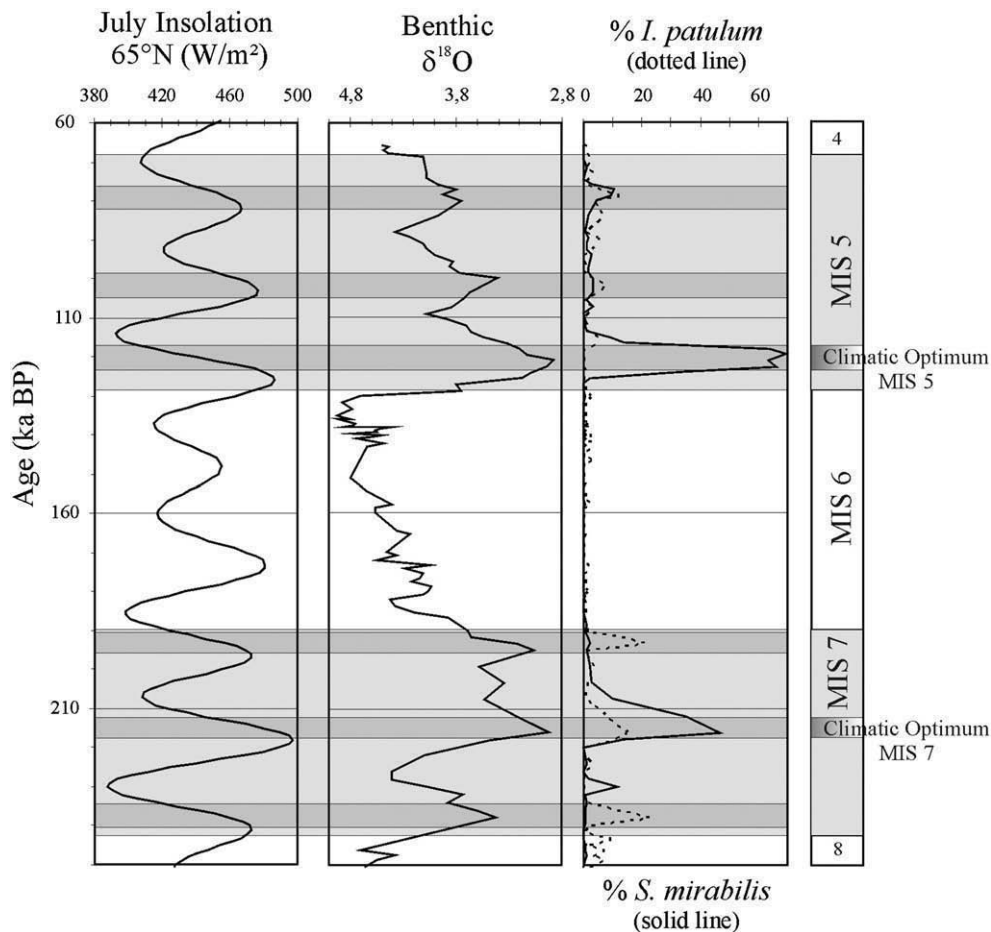 July Insolation
65°N (W/m²)
Benthic
δ¹⁸O
% I. patulum
(dotted line)
380 420 460 500 4,8 3,8 2,8 0 20 40 60
60
110
160
210
Age (ka BP)
4
MIS 5
Climatic Optimum
MIS 5
MIS 6
MIS 7
Climatic Optimum
MIS 7
8
% S. mirabilis
(solid line)